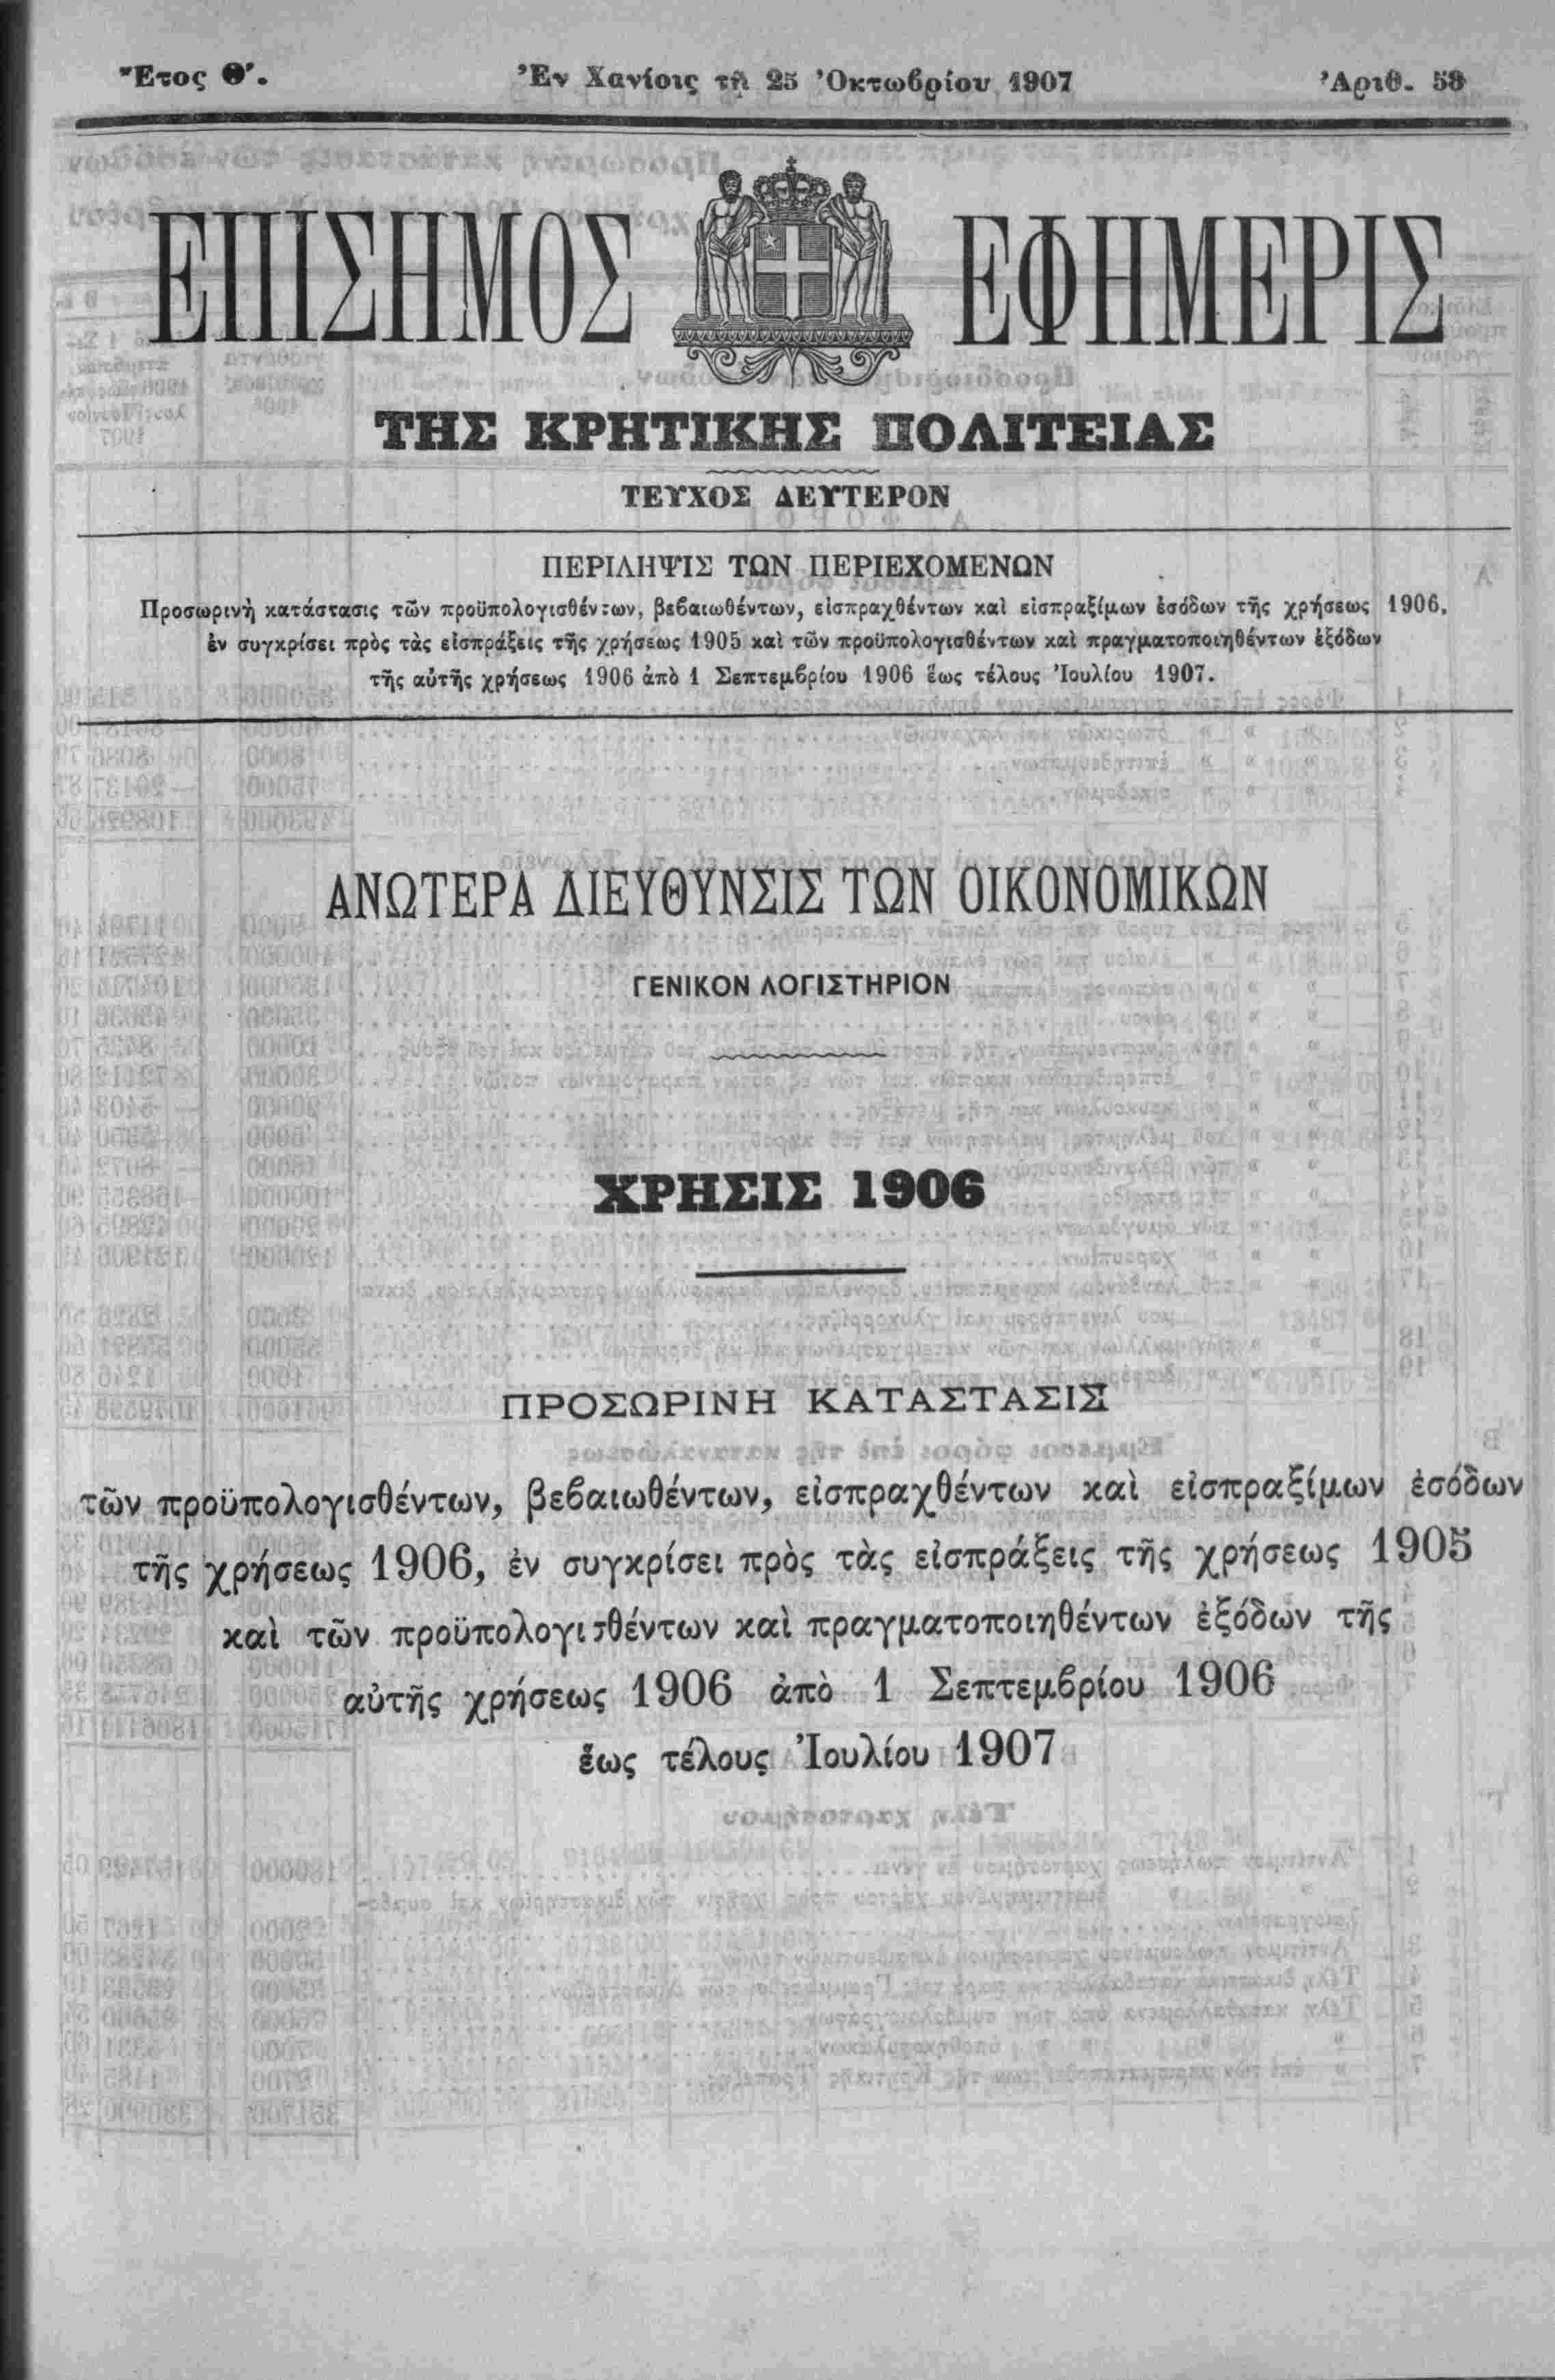 Ἔτος Θʹ. Ἐν Χανίοις τῇ 25 Ὀκτωβρίου 1907 Ἀριθ. 58
ΕΠΙΣΗΜΟΣ ΕΦΗΜΕΡΙΣ
ΤΗΣ ΚΡΗΤΙΚΗΣ ΠΟΛΙΤΕΙΑΣ
ΤΕΥΧΟΣ ΔΕΥΤΕΡΟΝ
ΠΕΡΙΛΗΨΙΣ ΤΩΝ ΠΕΡΙΕΧΟΜΕΝΩΝ
Προσωρινὴ κατάστασις τῶν προϋπολογισθέντων, βεβαιωθέντων, εἰσπραχθέντων καὶ εἰσπραξίμων ἐσόδων τῆς χρήσεως 1906,
ἐν συγκρίσει πρὸς τὰς εἰσπράξεις τῆς χρήσεως 1905 καὶ τῶν προϋπολογισθέντων καὶ πραγματοποιηθέντων ἐξόδων
τῆς αὐτῆς χρήσεως 1906 ἀπὸ 1 Σεπτεμβρίου 1906 ἕως τέλους Ἰουλίου 1907.
ΑΝΩΤΕΡΑ ΔΙΕΥΘΥΝΣΙΣ ΤΩΝ ΟΙΚΟΝΟΜΙΚΩΝ
ΓΕΝΙΚΟΝ ΛΟΓΙΣΤΗΡΙΟΝ
ΧΡΗΣΙΣ 1906
ΠΡΟΣΩΡΙΝΗ ΚΑΤΑΣΤΑΣΙΣ
τῶν προϋπολογισθέντων, βεβαιωθέντων, εἰσπραχθέντων καὶ εἰσπραξίμων ἐσόδων
τῆς χρήσεως 1906, ἐν συγκρίσει πρὸς τὰς εἰσπράξεις τῆς χρήσεως 1905
καὶ τῶν προϋπολογισθέντων καὶ πραγματοποιηθέντων ἐξόδων τῆς
αὐτῆς χρήσεως 1906 ἀπὸ 1 Σεπτεμβρίου 1906
ἕως τέλους Ἰουλίου 1907